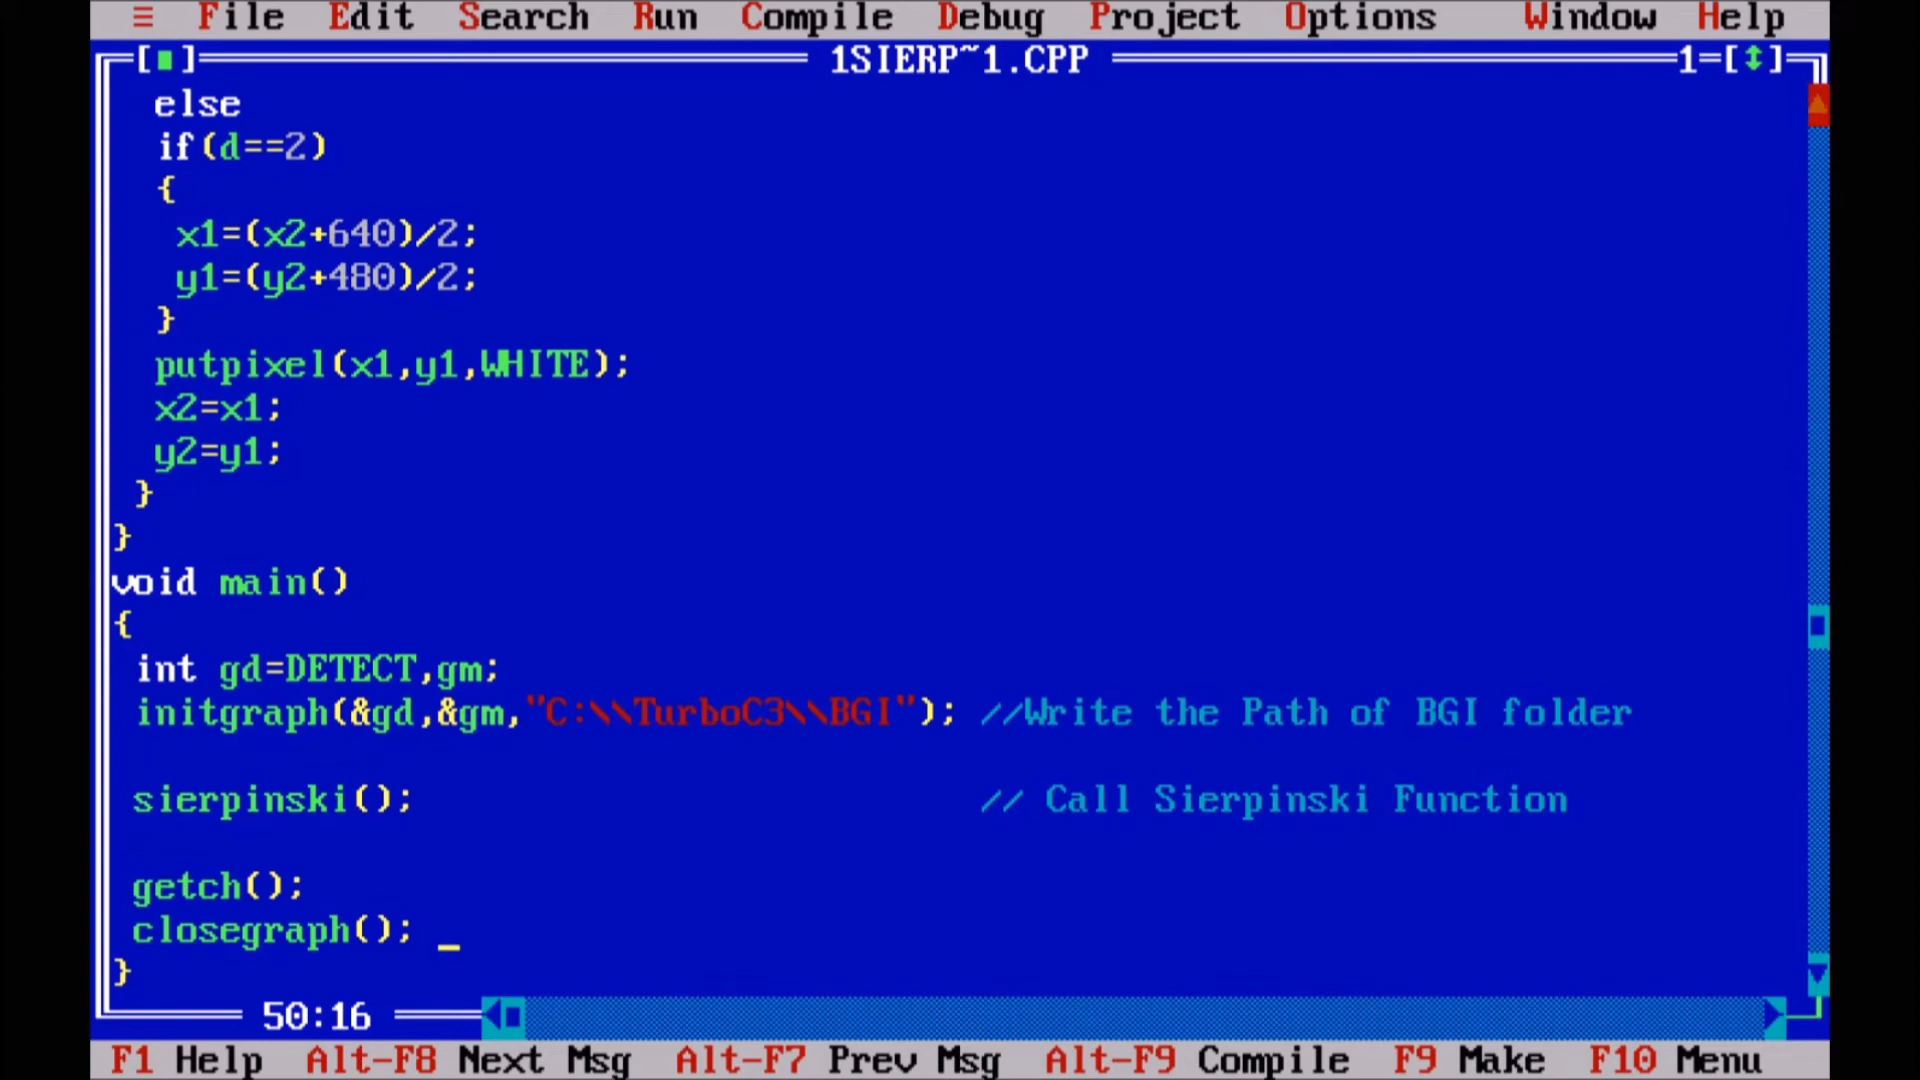 ≡ File Edit Search Run Compile Debug Project Options Window Help
[■] 1SIERP~1.CPP 1=[↕]
else
if(d==2)
{
x1=(x2+640)/2;
y1=(y2+480)/2;
}
putpixel(x1,y1,WHITE);
x2=x1;
y2=y1;
}
}
void main()
{
int gd=DETECT,gm;
initgraph(&gd,&gm,"C:\\TurboC3\\BGI"); //Write the Path of BGI folder
sierpinski(); // Call Sierpinski Function
getch();
closegraph(); _
}
50:16
F1 Help Alt-F8 Next Msg Alt-F7 Prev Msg Alt-F9 Compile F9 Make F10 Menu